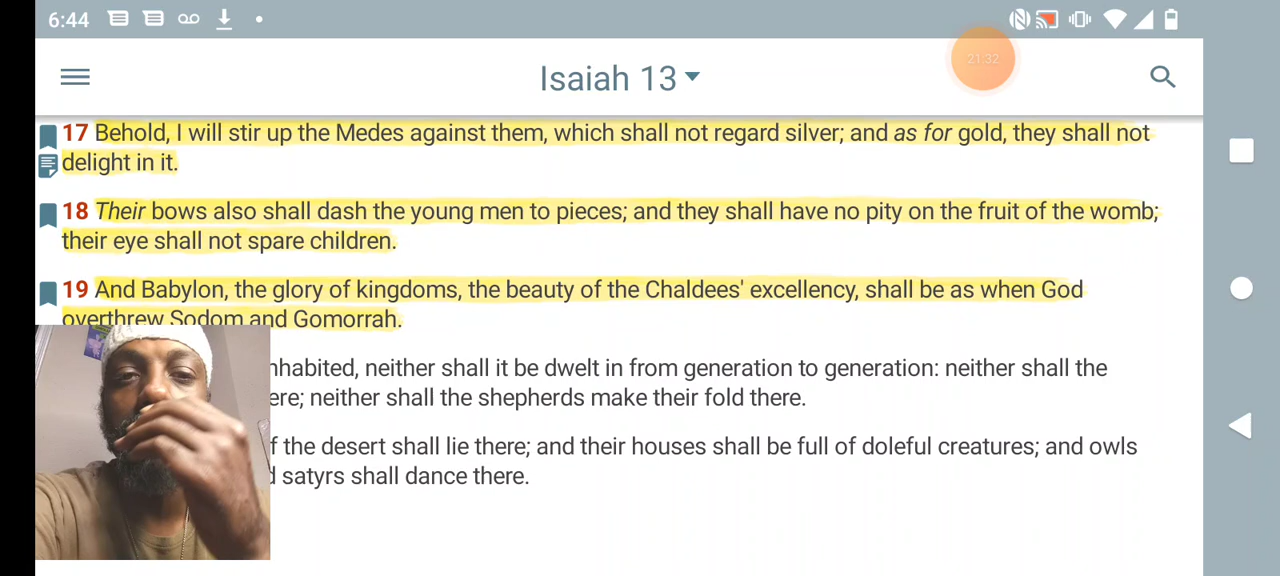 6:44
21:32
Isaiah 13
17 Behold, I will stir up the Medes against them, which shall not regard silver; and as for gold, they shall not
delight in it.
18 Their bows also shall dash the young men to pieces; and they shall have no pity on the fruit of the womb;
their eye shall not spare children.
19 And Babylon, the glory of kingdoms, the beauty of the Chaldees' excellency, shall be as when God
overthrew Sodom and Gomorrah.
inhabited, neither shall it be dwelt in from generation to generation: neither shall the
ere; neither shall the shepherds make their fold there.
f the desert shall lie there; and their houses shall be full of doleful creatures; and owls
satyrs shall dance there.